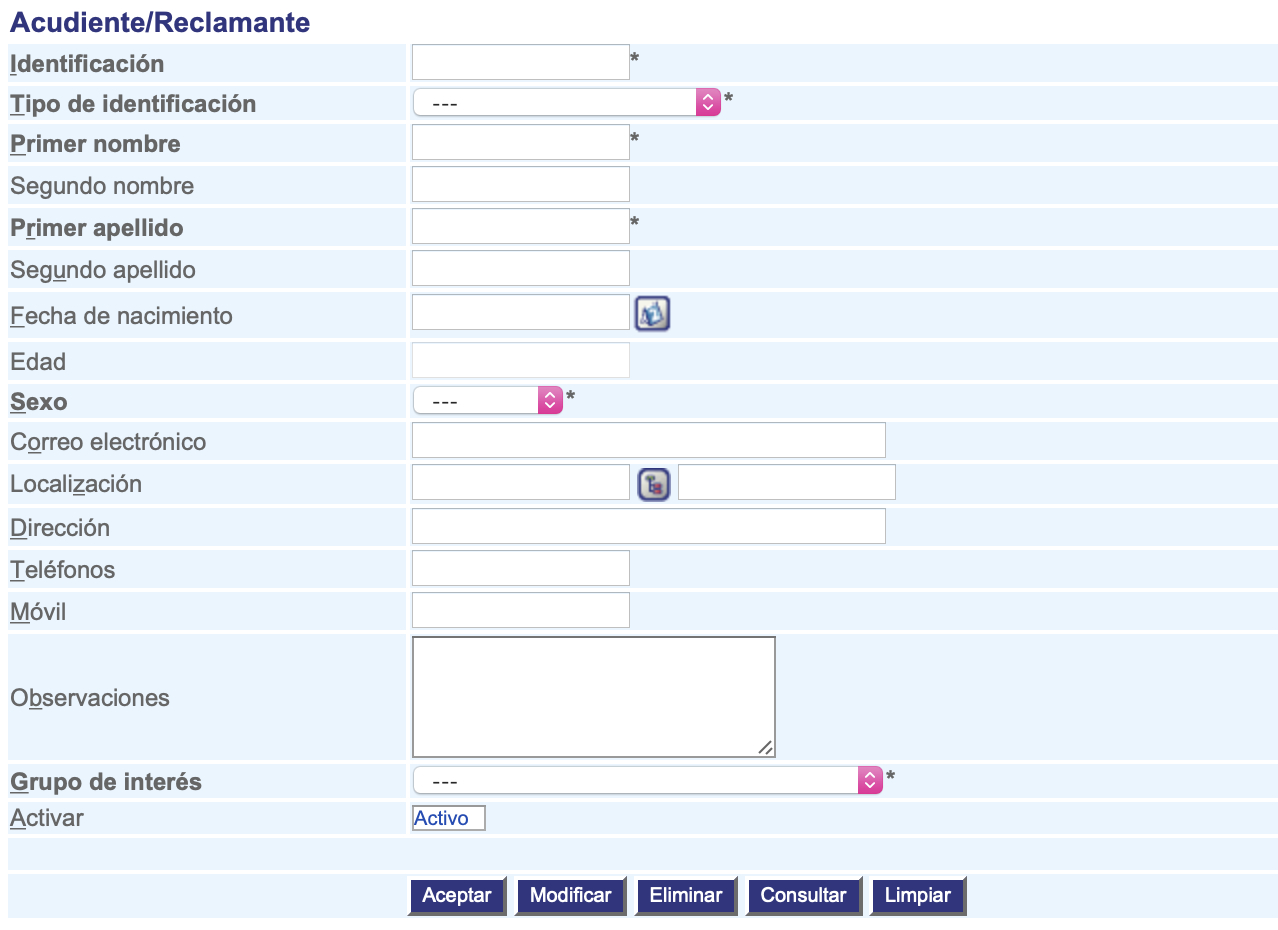 Acudiente/Reclamante
Identificación *
Tipo de identificación --- *
Primer nombre *
Segundo nombre
Primer apellido *
Segundo apellido
Fecha de nacimiento
Edad
Sexo --- *
Correo electrónico
Localización
Dirección
Teléfonos
Móvil
Observaciones
Grupo de interés --- *
Activar Activo
Aceptar Modificar Eliminar Consultar Limpiar